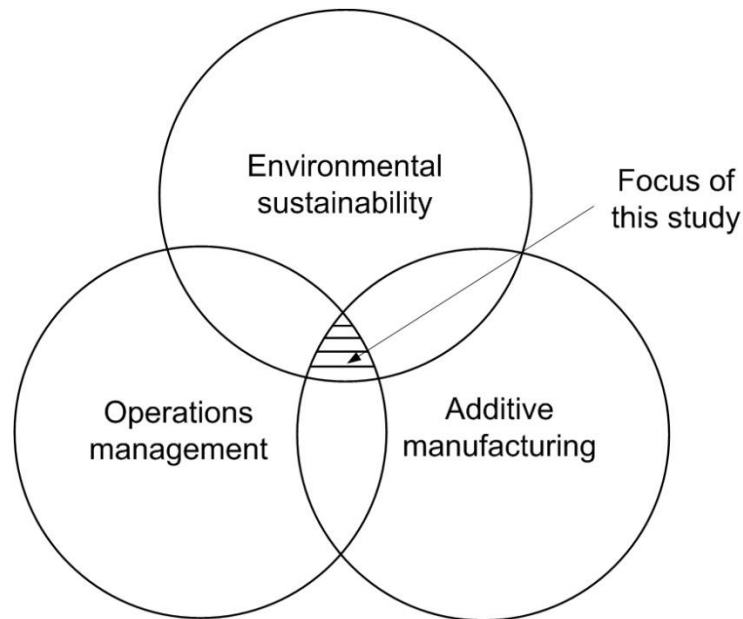 Environmental
sustainability
Focus of
this study
Operations
management
Additive
manufacturing